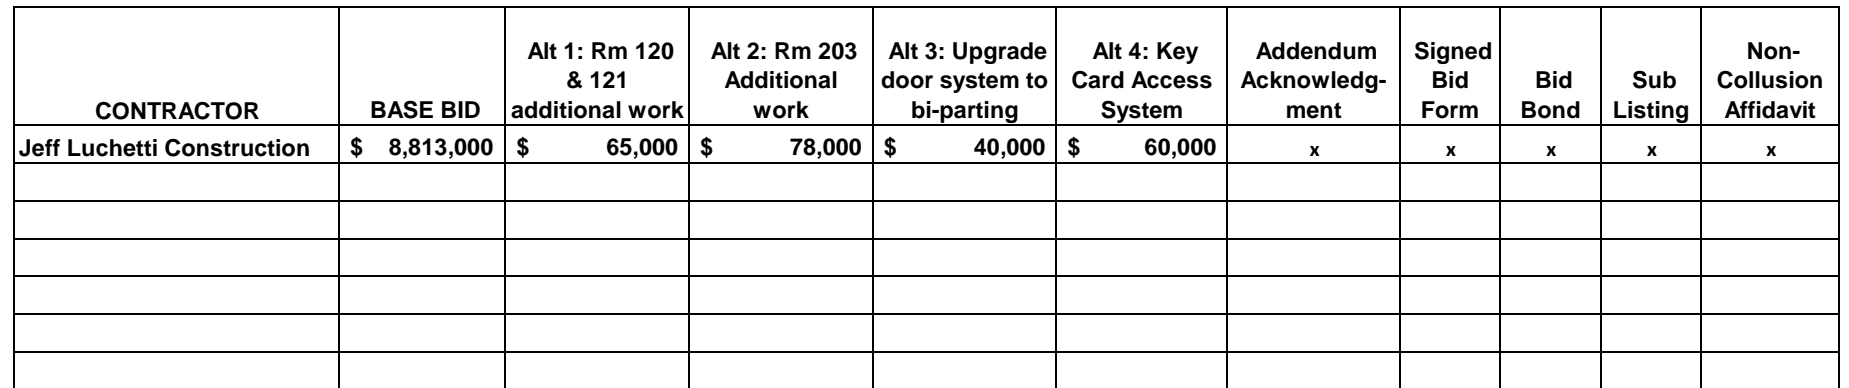 CONTRACTOR
BASE BID
Alt 1: Rm 120
& 121
additional work
Alt 2: Rm 203
Additional
work
Alt 3: Upgrade
door system to
bi-parting
Alt 4: Key
Card Access
System
Addendum
Acknowledg-
ment
Signed
Bid
Form
Bid
Bond
Sub
Listing
Non-
Collusion
Affidavit
Jeff Luchetti Construction $ 8,813,000 $ 65,000 $ 78,000 $ 40,000 $ 60,000 x x x x x